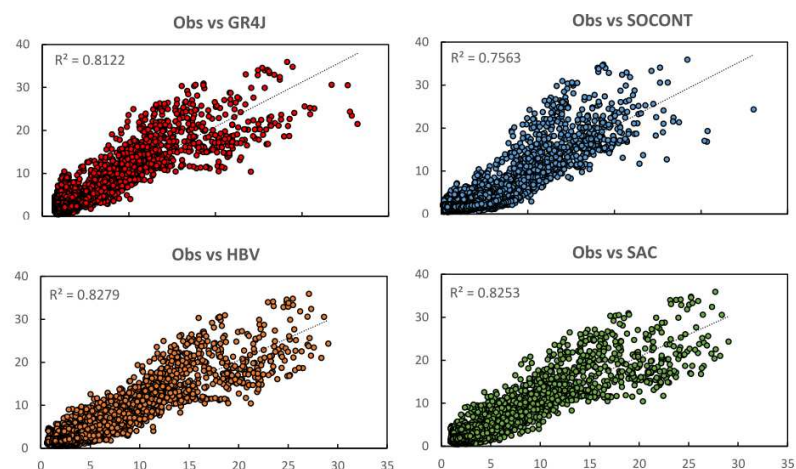 Obs vs GR4J
40
R² = 0.8122
30
20
10
0
Obs vs SOCONT
40
R² = 0.7563
30
20
10
0
Obs vs HBV
40
R² = 0.8279
30
20
10
0
0 5 10 15 20 25 30 35
Obs vs SAC
40
R² = 0.8253
30
20
10
0
0 5 10 15 20 25 30 35